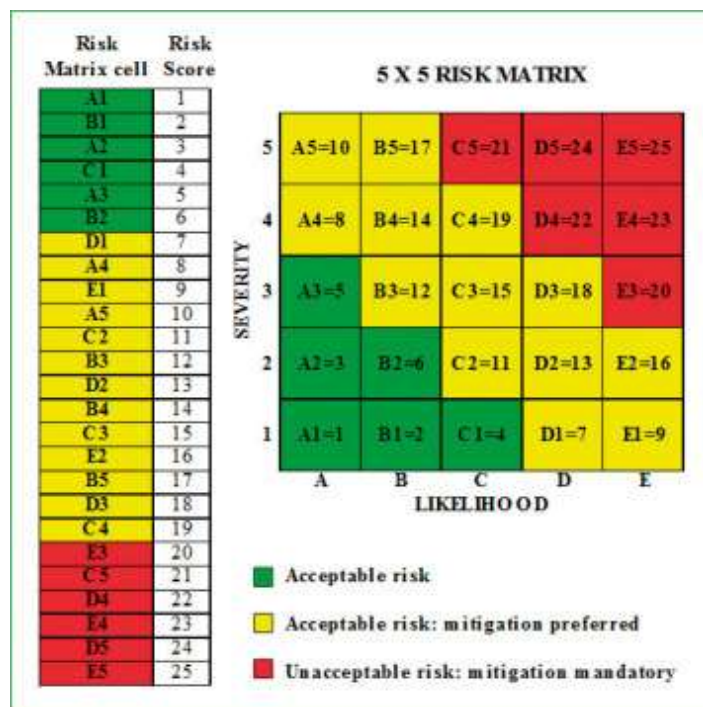 Risk Matrix cell Risk Score
A1 1
B1 2
A2 3
C1 4
A3 5
B2 6
D1 7
A4 8
E1 9
A5 10
C2 11
B3 12
D2 13
B4 14
C3 15
E2 16
B5 17
D3 18
C4 19
E3 20
C5 21
D4 22
E4 23
D5 24
E5 25
5 X 5 RISK MATRIX
SEVERITY
5 A5=10 B5=17 C5=21 D5=24 E5=25
4 A4=8 B4=14 C4=19 D4=22 E4=23
3 A3=5 B3=12 C3=15 D3=18 E3=20
2 A2=3 B2=6 C2=11 D2=13 E2=16
1 A1=1 B1=2 C1=4 D1=7 E1=9
A B C D E
LIKELIHOOD
Acceptable risk
Acceptable risk: mitigation preferred
Unacceptable risk: mitigation mandatory